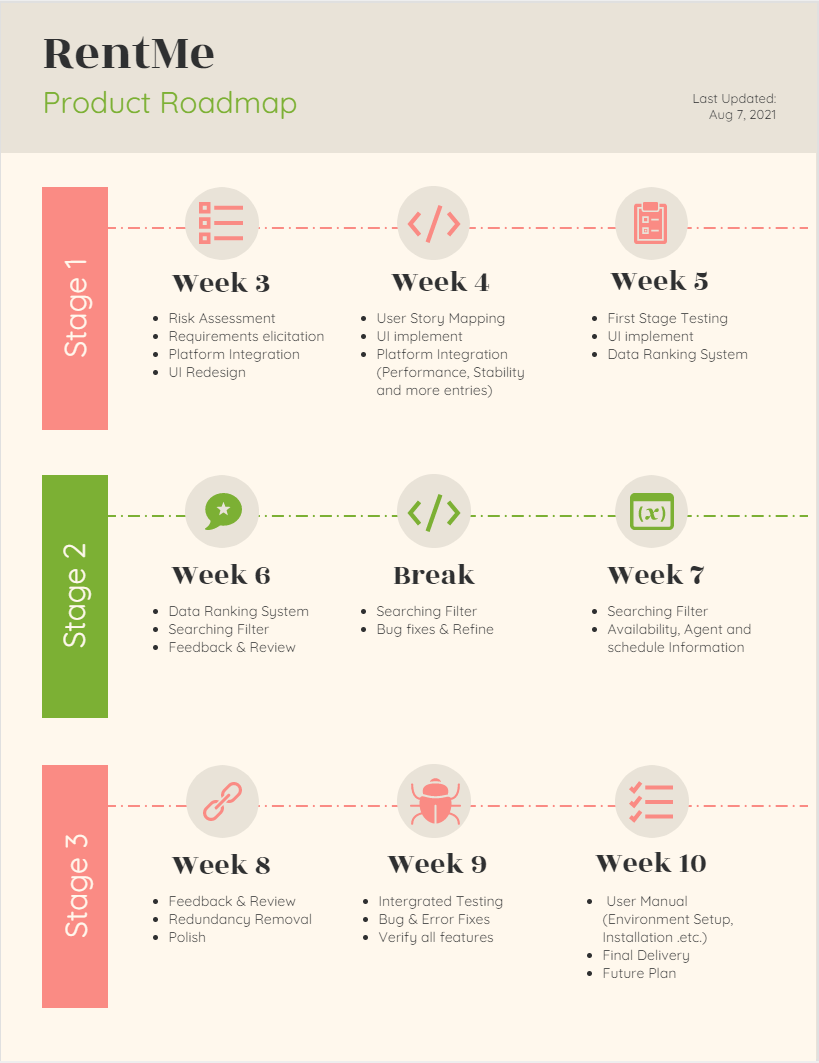 RentMe
Product Roadmap
Last Updated:
Aug 7, 2021
Stage 1
Week 3
• Risk Assessment
• Requirements elicitation
• Platform Integration
• UI Redesign
Week 4
• User Story Mapping
• UI implement
• Platform Integration
(Performance, Stability
and more entries)
Week 5
• First Stage Testing
• UI implement
• Data Ranking System
Stage 2
Week 6
• Data Ranking System
• Searching Filter
• Feedback & Review
Break
• Searching Filter
• Bug fixes & Refine
(x)
Week 7
• Searching Filter
• Availability, Agent and
schedule Information
Stage 3
Week 8
• Feedback & Review
• Redundancy Removal
• Polish
Week 9
• Intergrated Testing
• Bug & Error Fixes
• Verify all features
Week 10
• User Manual
(Environment Setup,
Installation .etc.)
• Final Delivery
• Future Plan